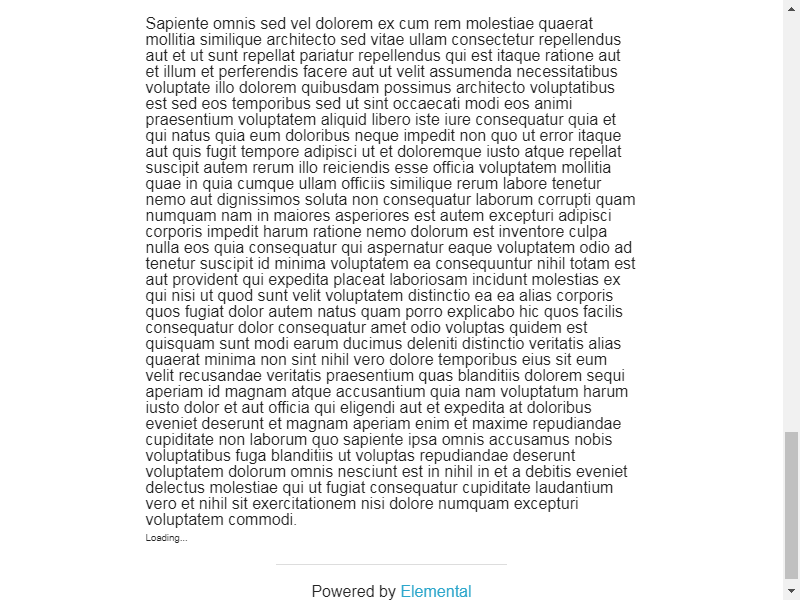 Sapiente omnis sed vel dolorem ex cum rem molestiae quaerat
mollitia similique architecto sed vitae ullam consectetur repellendus
aut et ut sunt repellat pariatur repellendus qui est itaque ratione aut
et illum et perferendis facere aut ut velit assumenda necessitatibus
voluptate illo dolorem quibusdam possimus architecto voluptatibus
est sed eos temporibus sed ut sint occaecati modi eos animi
praesentium voluptatem aliquid libero iste iure consequatur quia et
qui natus quia eum doloribus neque impedit non quo ut error itaque
aut quis fugit tempore adipisci ut et doloremque iusto atque repellat
suscipit autem rerum illo reiciendis esse officia voluptatem mollitia
quae in quia cumque ullam officiis similique rerum labore tenetur
nemo aut dignissimos soluta non consequatur laborum corrupti quam
numquam nam in maiores asperiores est autem excepturi adipisci
corporis impedit harum ratione nemo dolorum est inventore culpa
nulla eos quia consequatur qui aspernatur eaque voluptatem odio ad
tenetur suscipit id minima voluptatem ea consequuntur nihil totam est
aut provident qui expedita placeat laboriosam incidunt molestias ex
qui nisi ut quod sunt velit voluptatem distinctio ea ea alias corporis
quos fugiat dolor autem natus quam porro explicabo hic quos facilis
consequatur dolor consequatur amet odio voluptas quidem est
quisquam sunt modi earum ducimus deleniti distinctio veritatis alias
quaerat minima non sint nihil vero dolore temporibus eius sit eum
velit recusandae veritatis praesentium quas blanditiis dolorem sequi
aperiam id magnam atque accusantium quia nam voluptatum harum
iusto dolor et aut officia qui eligendi aut et expedita at doloribus
eveniet deserunt et magnam aperiam enim et maxime repudiandae
cupiditate non laborum quo sapiente ipsa omnis accusamus nobis
voluptatibus fuga blanditiis ut voluptas repudiandae deserunt
voluptatem dolorum omnis nesciunt est in nihil in et a debitis eveniet
delectus molestiae qui ut fugiat consequatur cupiditate laudantium
vero et nihil sit exercitationem nisi dolore numquam excepturi
voluptatem commodi.
Loading...
Powered by Elemental